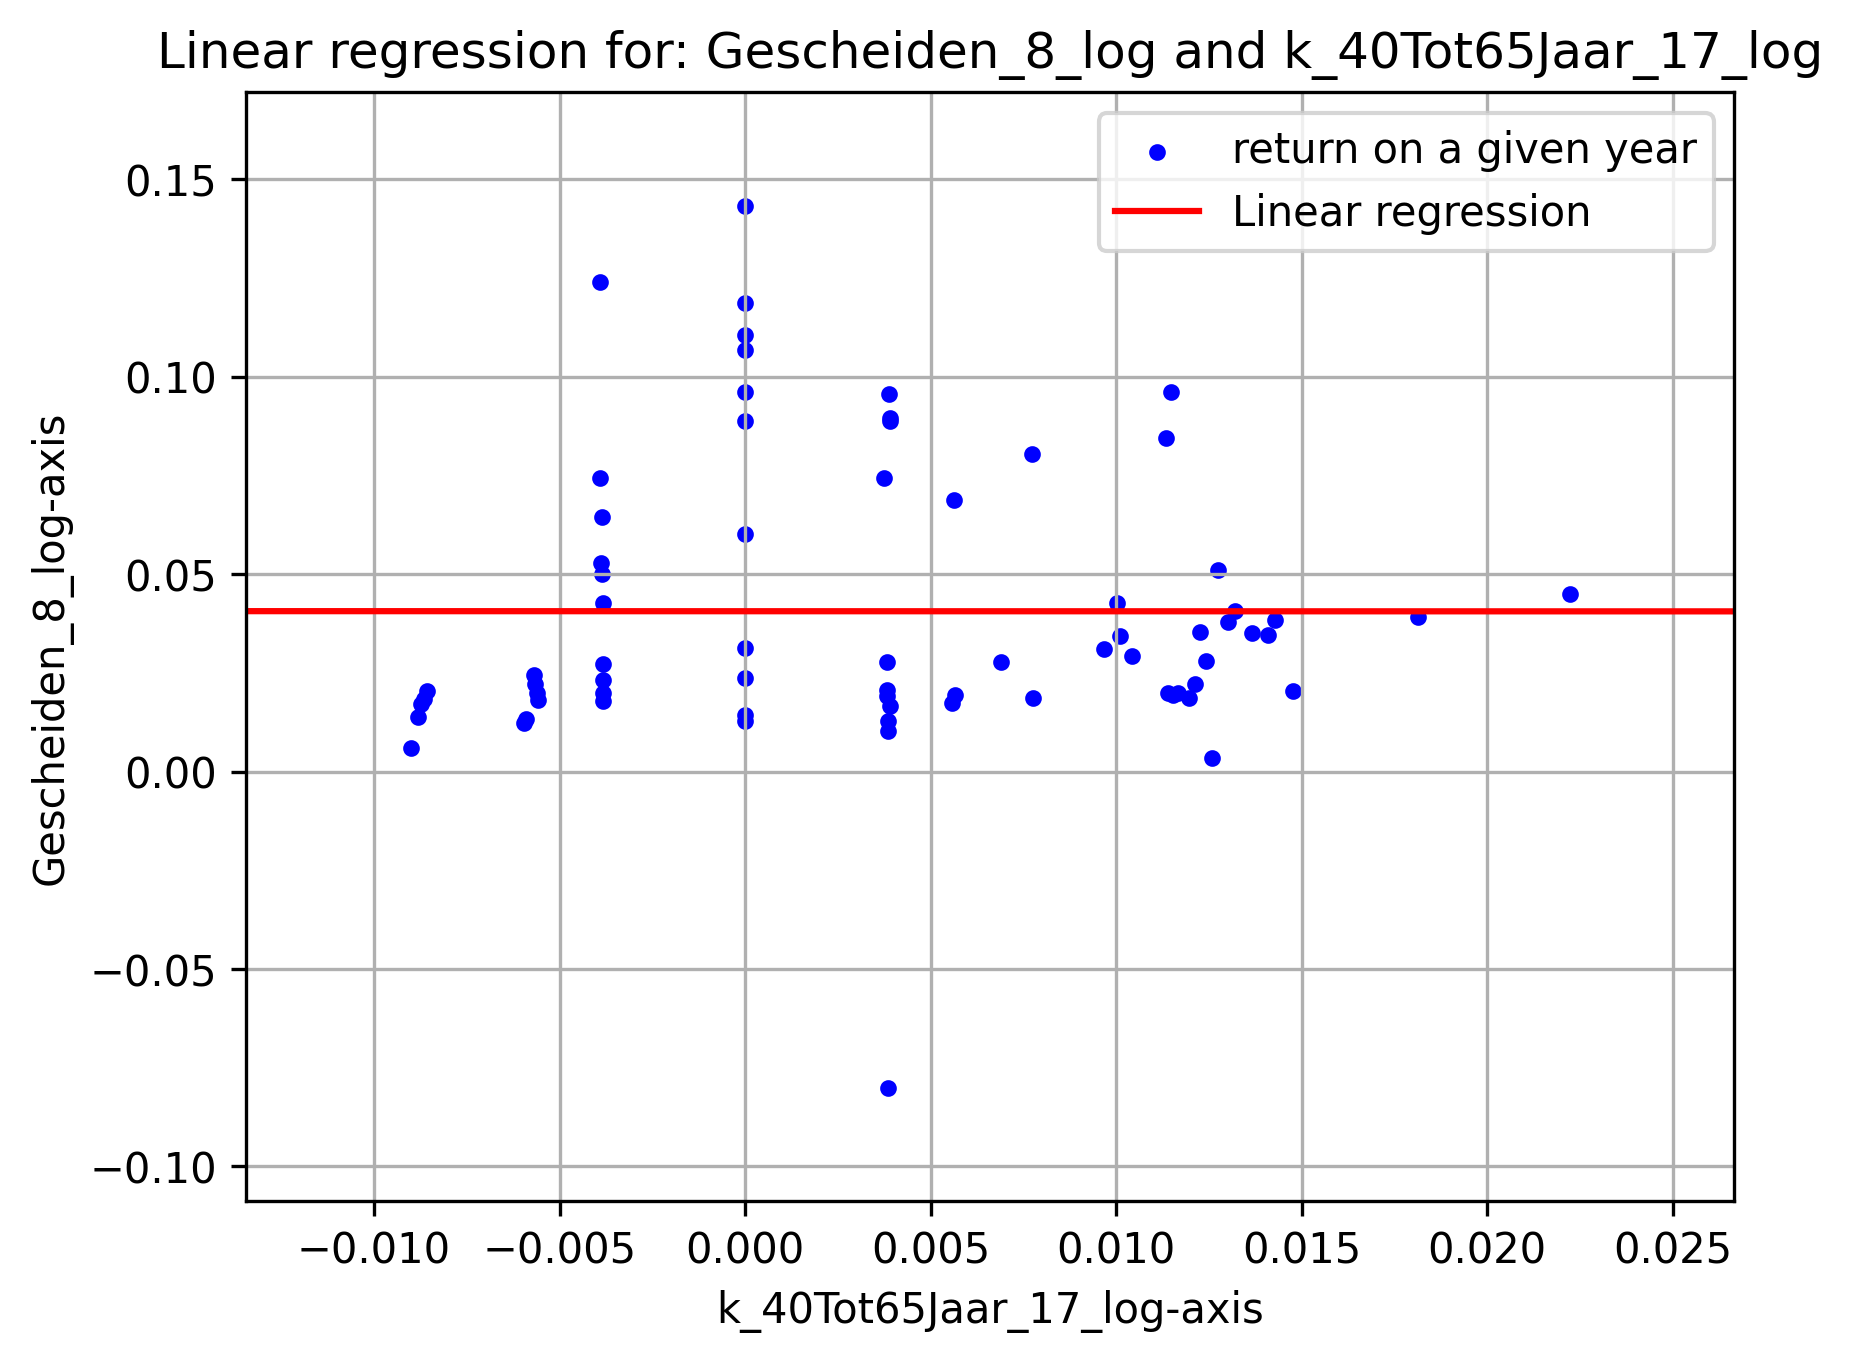 Linear regression for: Gescheiden_8_log and k_40Tot65Jaar_17_log
return on a given year
Linear regression
0.15
0.10
0.05
0.00
−0.05
−0.10
Gescheiden_8_log-axis
−0.010 −0.005 0.000 0.005 0.010 0.015 0.020 0.025
k_40Tot65Jaar_17_log-axis